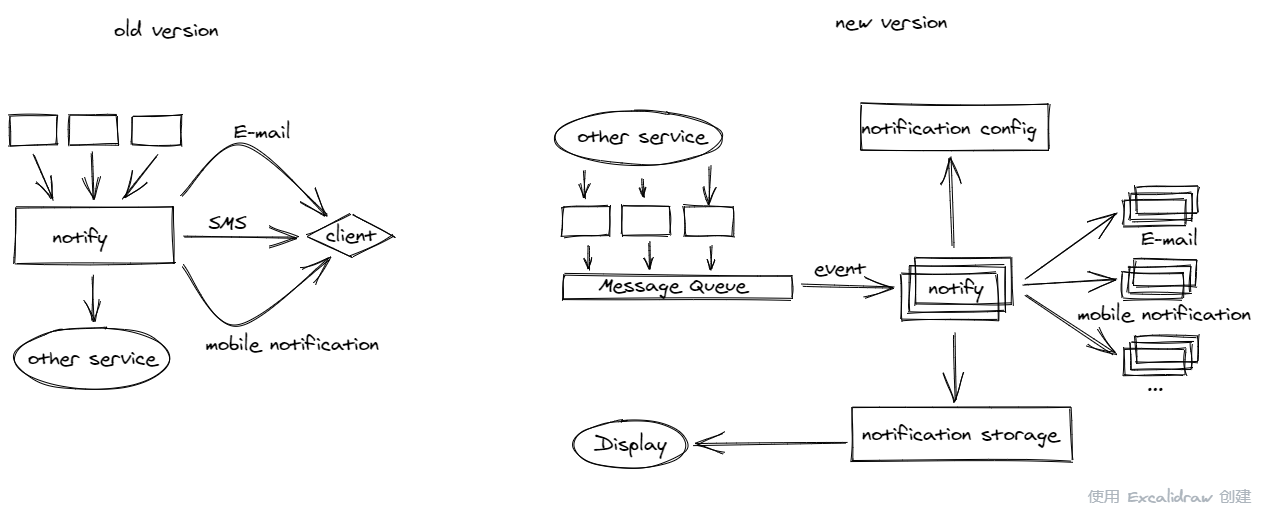 old version
E-mail
notify
SMS
client
other service
mobile notification
new version
other service
notification config
Message Queue
event
notify
E-mail
mobile notification
...
notification storage
Display
使用 Excalidraw 创建